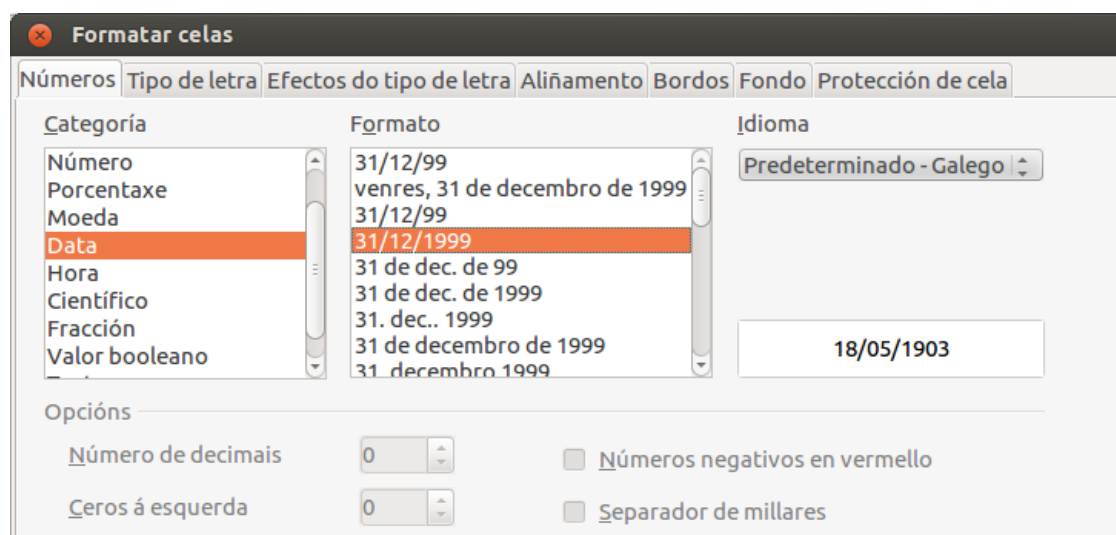 Formatar celas
Números Tipo de letra Efectos do tipo de letra Aliñamento Bordos Fondo Protección de cela
Categoría
Número
Porcentaxe
Moeda
Data
Hora
Científico
Fracción
Valor booleano
Formato
31/12/99
venres, 31 de decembro de 1999
31/12/99
31/12/1999
31 de dec. de 99
31 de dec. de 1999
31. dec.. 1999
31 de decembro de 1999
31. decembro 1999
Idioma
Predeterminado - Galego
18/05/1903
Opcións
Número de decimais 0
Números negativos en vermello
Ceros á esquerda 0
Separador de millares